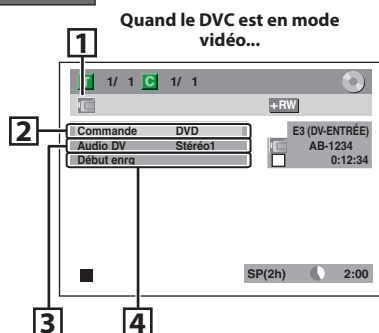 Quand le DVC est en mode
vidéo...
1
T 1/ 1 C 1/ 1
+RW
2
Commande DVD
E3 (DV-ENTRÉE)
Audio DV Stéréo1
AB-1234
Début enrg
0:12:34
SP(2h) 2:00
3 4